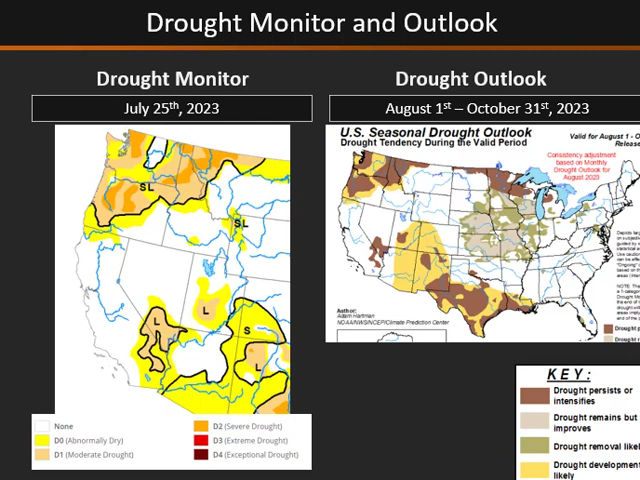 Drought Monitor and Outlook
Drought Monitor
July 25th, 2023
SL
SL
L
L
S
L
None
D0 (Abnormally Dry)
D1 (Moderate Drought)
D2 (Severe Drought)
D3 (Extreme Drought)
D4 (Exceptional Drought)
Drought Outlook
August 1st – October 31st, 2023
U.S. Seasonal Drought Outlook
Drought Tendency During the Valid Period
Valid for August 1 - O
Release
Consistency adjustment
based on Monthly
Drought Outlook for
August 2023
Author:
Adam Hartman
NOAA/NWS/NCEP/Climate Prediction Center
KEY:
Drought persists or
intensifies
Drought remains but
improves
Drought removal likel
Drought development
likely